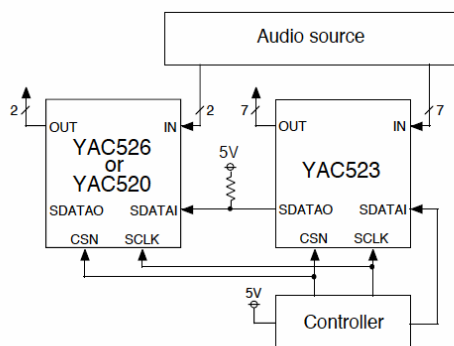 Audio source
2
OUT
IN
2
YAC526
or
YAC520
SDATAO
SDATAI
CSN
SCLK
5V
7
OUT
IN
7
YAC523
SDATAO
SDATAI
CSN
SCLK
5V
Controller